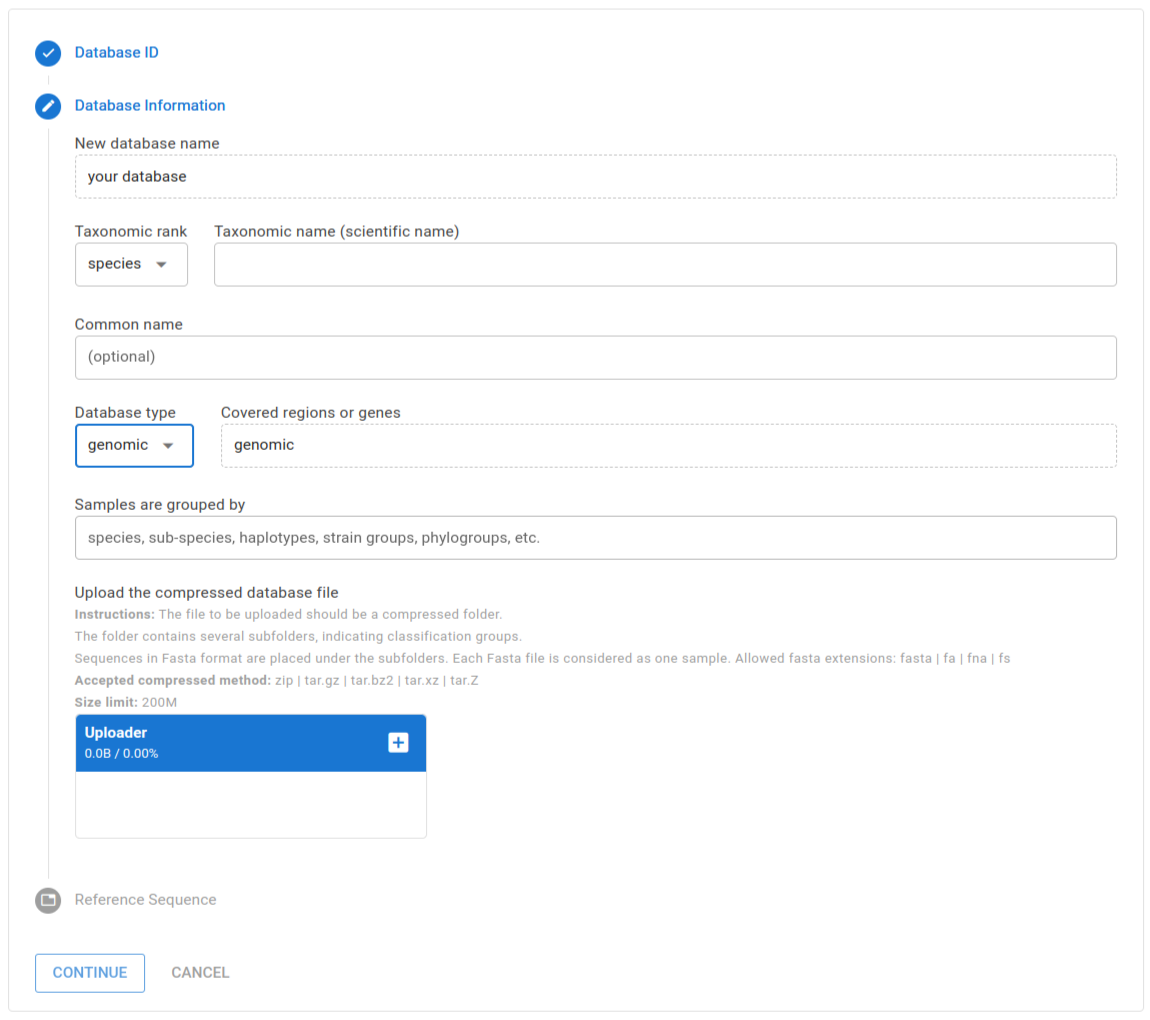 Database ID
Database Information
New database name
your database
Taxonomic rank
Taxonomic name (scientific name)
species
Common name
(optional)
Database type
Covered regions or genes
genomic
genomic
Samples are grouped by
species, sub-species, haplotypes, strain groups, phylogroups, etc.
Upload the compressed database file
Instructions: The file to be uploaded should be a compressed folder.
The folder contains several subfolders, indicating classification groups.
Sequences in Fasta format are placed under the subfolders. Each Fasta file is considered as one sample. Allowed fasta extensions: fasta | fa | fna | fs
Accepted compressed method: zip | tar.gz | tar.bz2 | tar.xz | tar.Z
Size limit: 200M
Uploader
0.0B / 0.00%
Reference Sequence
CONTINUE
CANCEL